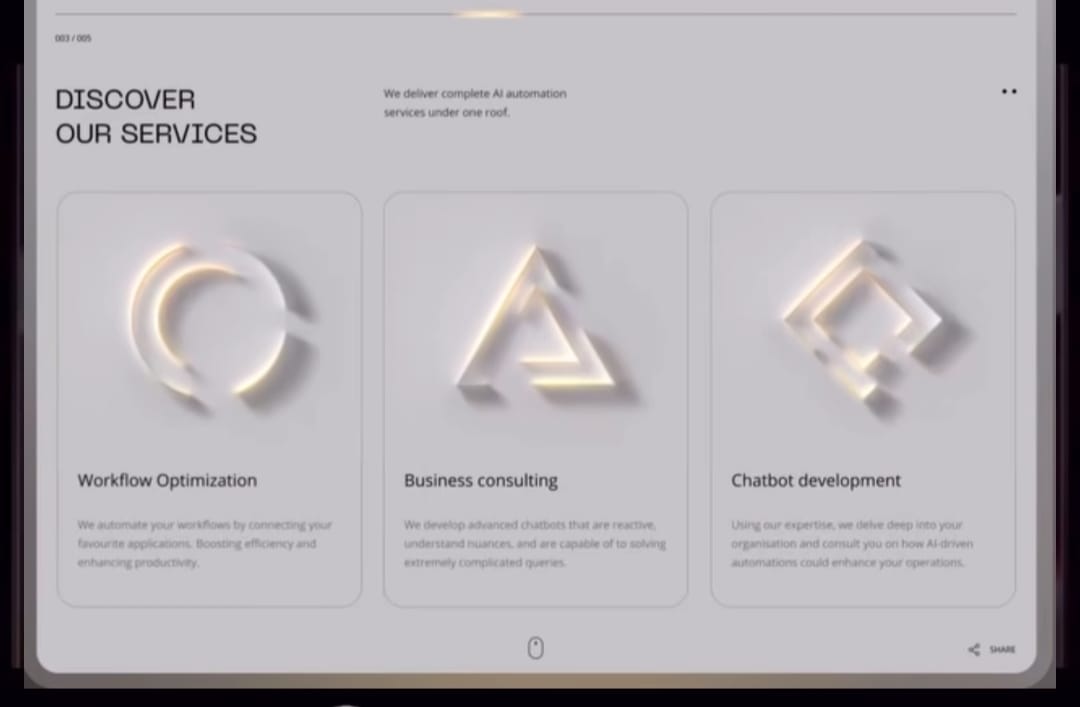 003 / 005
DISCOVER
OUR SERVICES
We deliver complete AI automation
services under one roof.
Workflow Optimization
We automate your workflows by connecting your
favourite applications. Boosting efficiency and
enhancing productivity.
Business consulting
We develop advanced chatbots that are reactive,
understand nuances, and are capable of to solving
extremely complicated queries.
Chatbot development
Using our expertise, we delve deep into your
organisation and consult you on how AI-driven
automations could enhance your operations.
SHARE